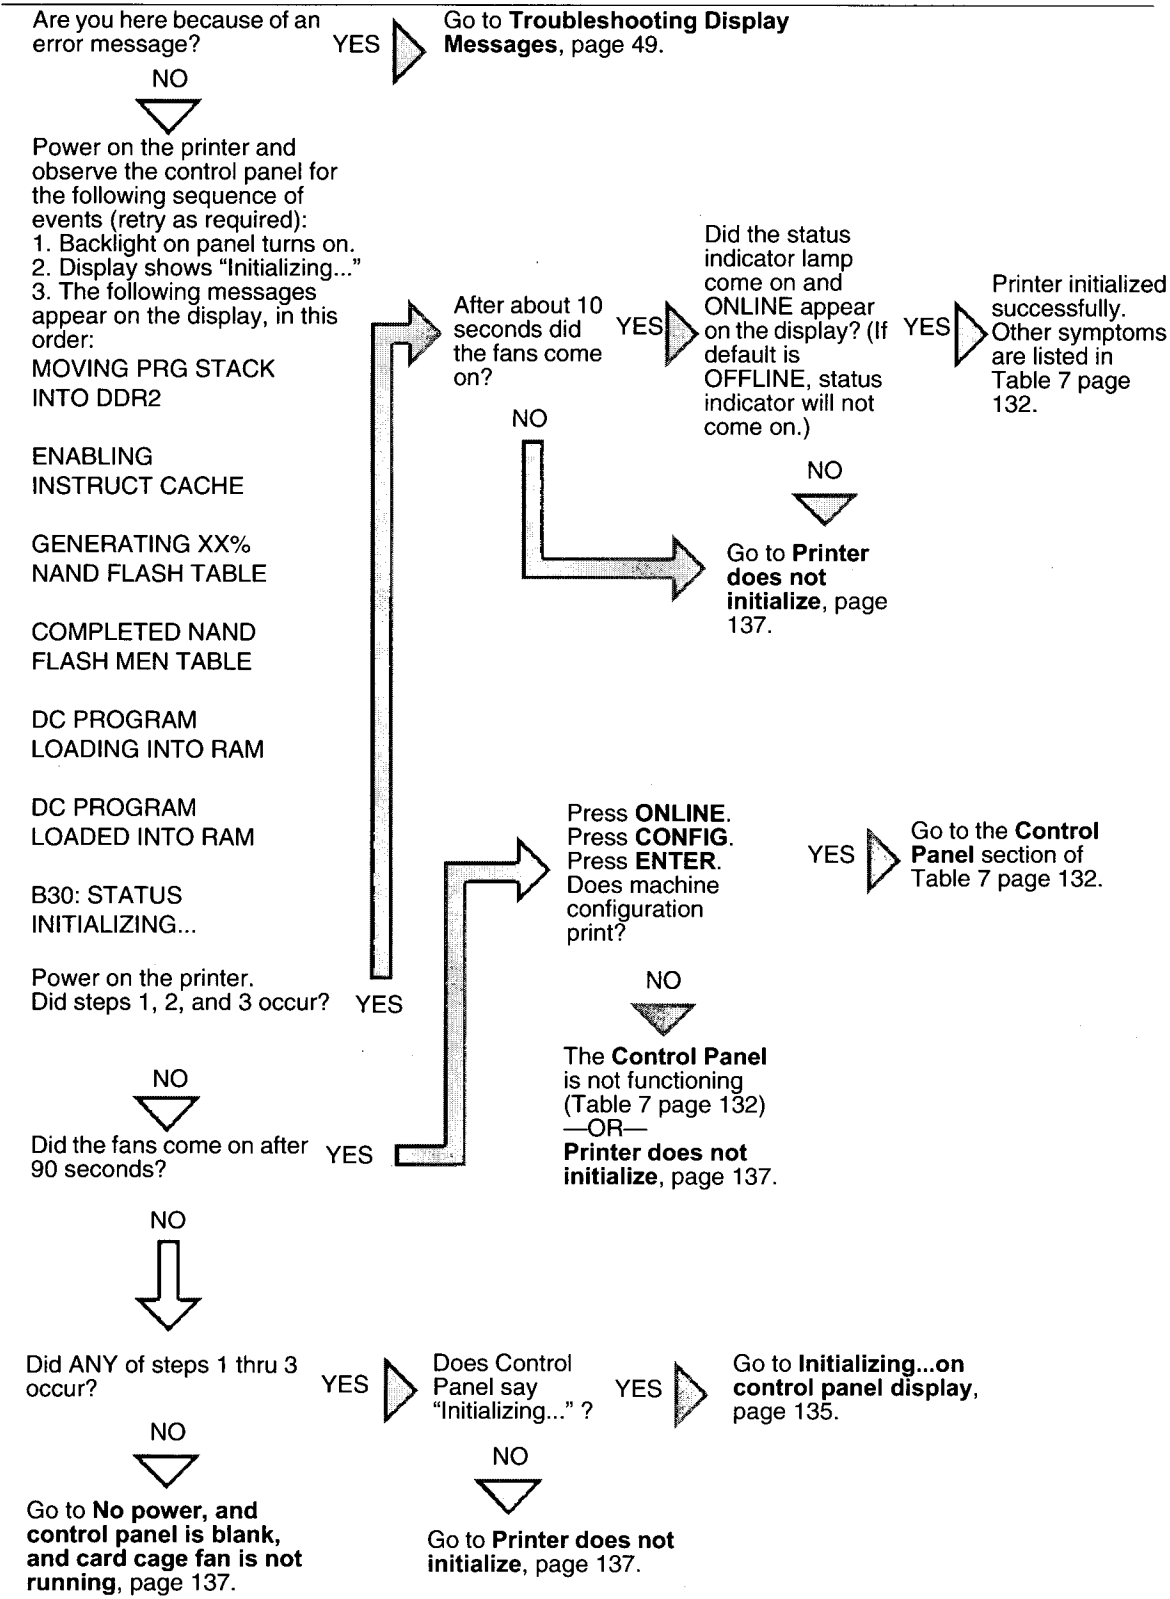 Are you here because of an
error message?
YES
Go to Troubleshooting Display
Messages, page 49.
NO
Power on the printer and
observe the control panel for
the following sequence of
events (retry as required):
1. Backlight on panel turns on.
2. Display shows “Initializing...”
3. The following messages
appear on the display, in this
order:
MOVING PRG STACK
INTO DDR2
ENABLING
INSTRUCT CACHE
GENERATING XX%
NAND FLASH TABLE
COMPLETED NAND
FLASH MEN TABLE
DC PROGRAM
LOADING INTO RAM
DC PROGRAM
LOADED INTO RAM
B30: STATUS
INITIALIZING...
Power on the printer.
Did steps 1, 2, and 3 occur?
YES
After about 10
seconds did
the fans come
on?
YES
Did the status
indicator lamp
come on and
ONLINE appear
on the display? (If
default is
OFFLINE, status
indicator will not
come on.)
YES
Printer initialized
successfully.
Other symptoms
are listed in
Table 7 page
132.
NO
NO
Go to Printer
does not
initialize, page
137.
NO
Did the fans come on after
90 seconds?
YES
Press ONLINE.
Press CONFIG.
Press ENTER.
Does machine
configuration
print?
YES
Go to the Control
Panel section of
Table 7 page 132.
NO
The Control Panel
is not functioning
(Table 7 page 132)
—OR—
Printer does not
initialize, page 137.
NO
Did ANY of steps 1 thru 3
occur?
YES
Does Control
Panel say
“Initializing...” ?
YES
Go to Initializing...on
control panel display,
page 135.
NO
Go to No power, and
control panel is blank,
and card cage fan is not
running, page 137.
NO
Go to Printer does not
initialize, page 137.